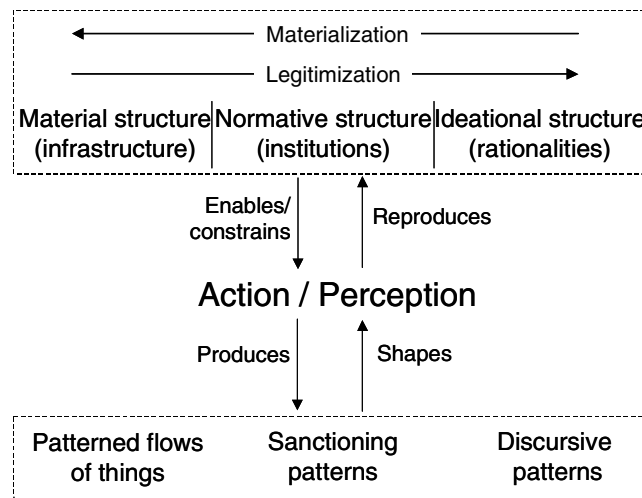 Materialization
Legitimization
Material structure Normative structure Ideational structure
(infrastructure) (institutions) (rationalities)
Enables/
constrains
Reproduces
Action / Perception
Produces Shapes
Patterned flows Sanctioning Discursive
of things patterns patterns